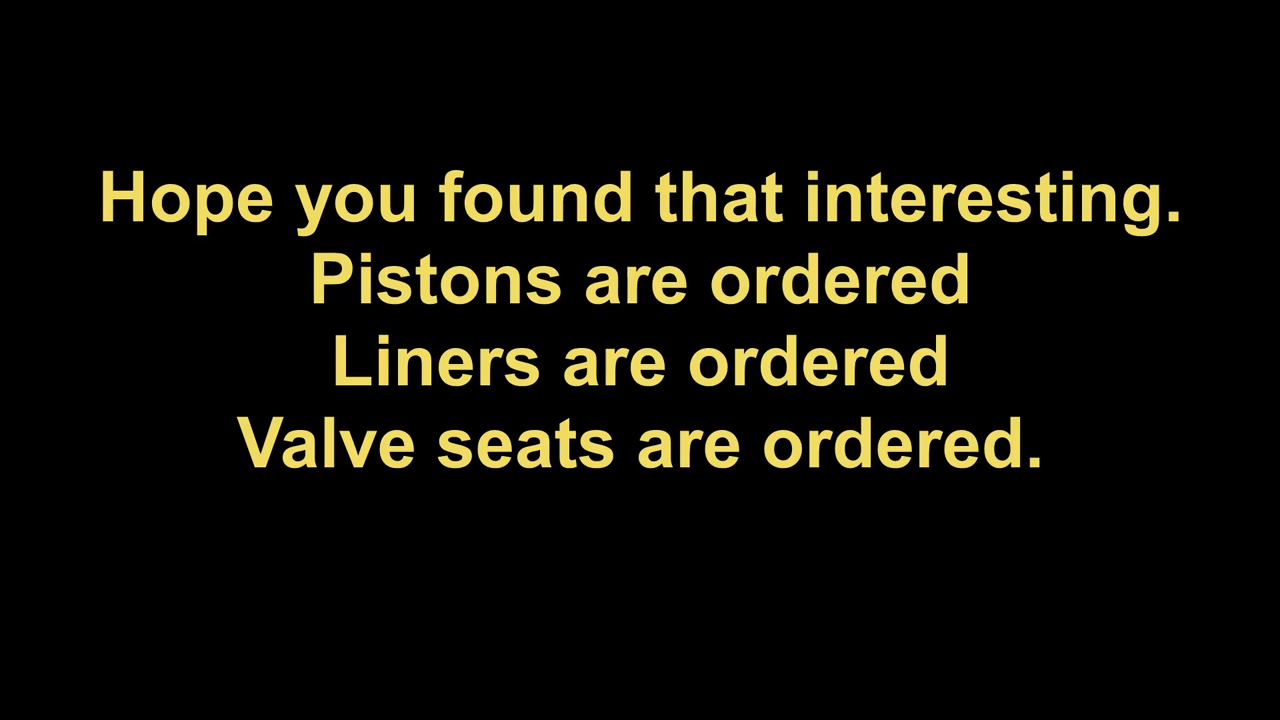 Hope you found that interesting.
Pistons are ordered
Liners are ordered
Valve seats are ordered.